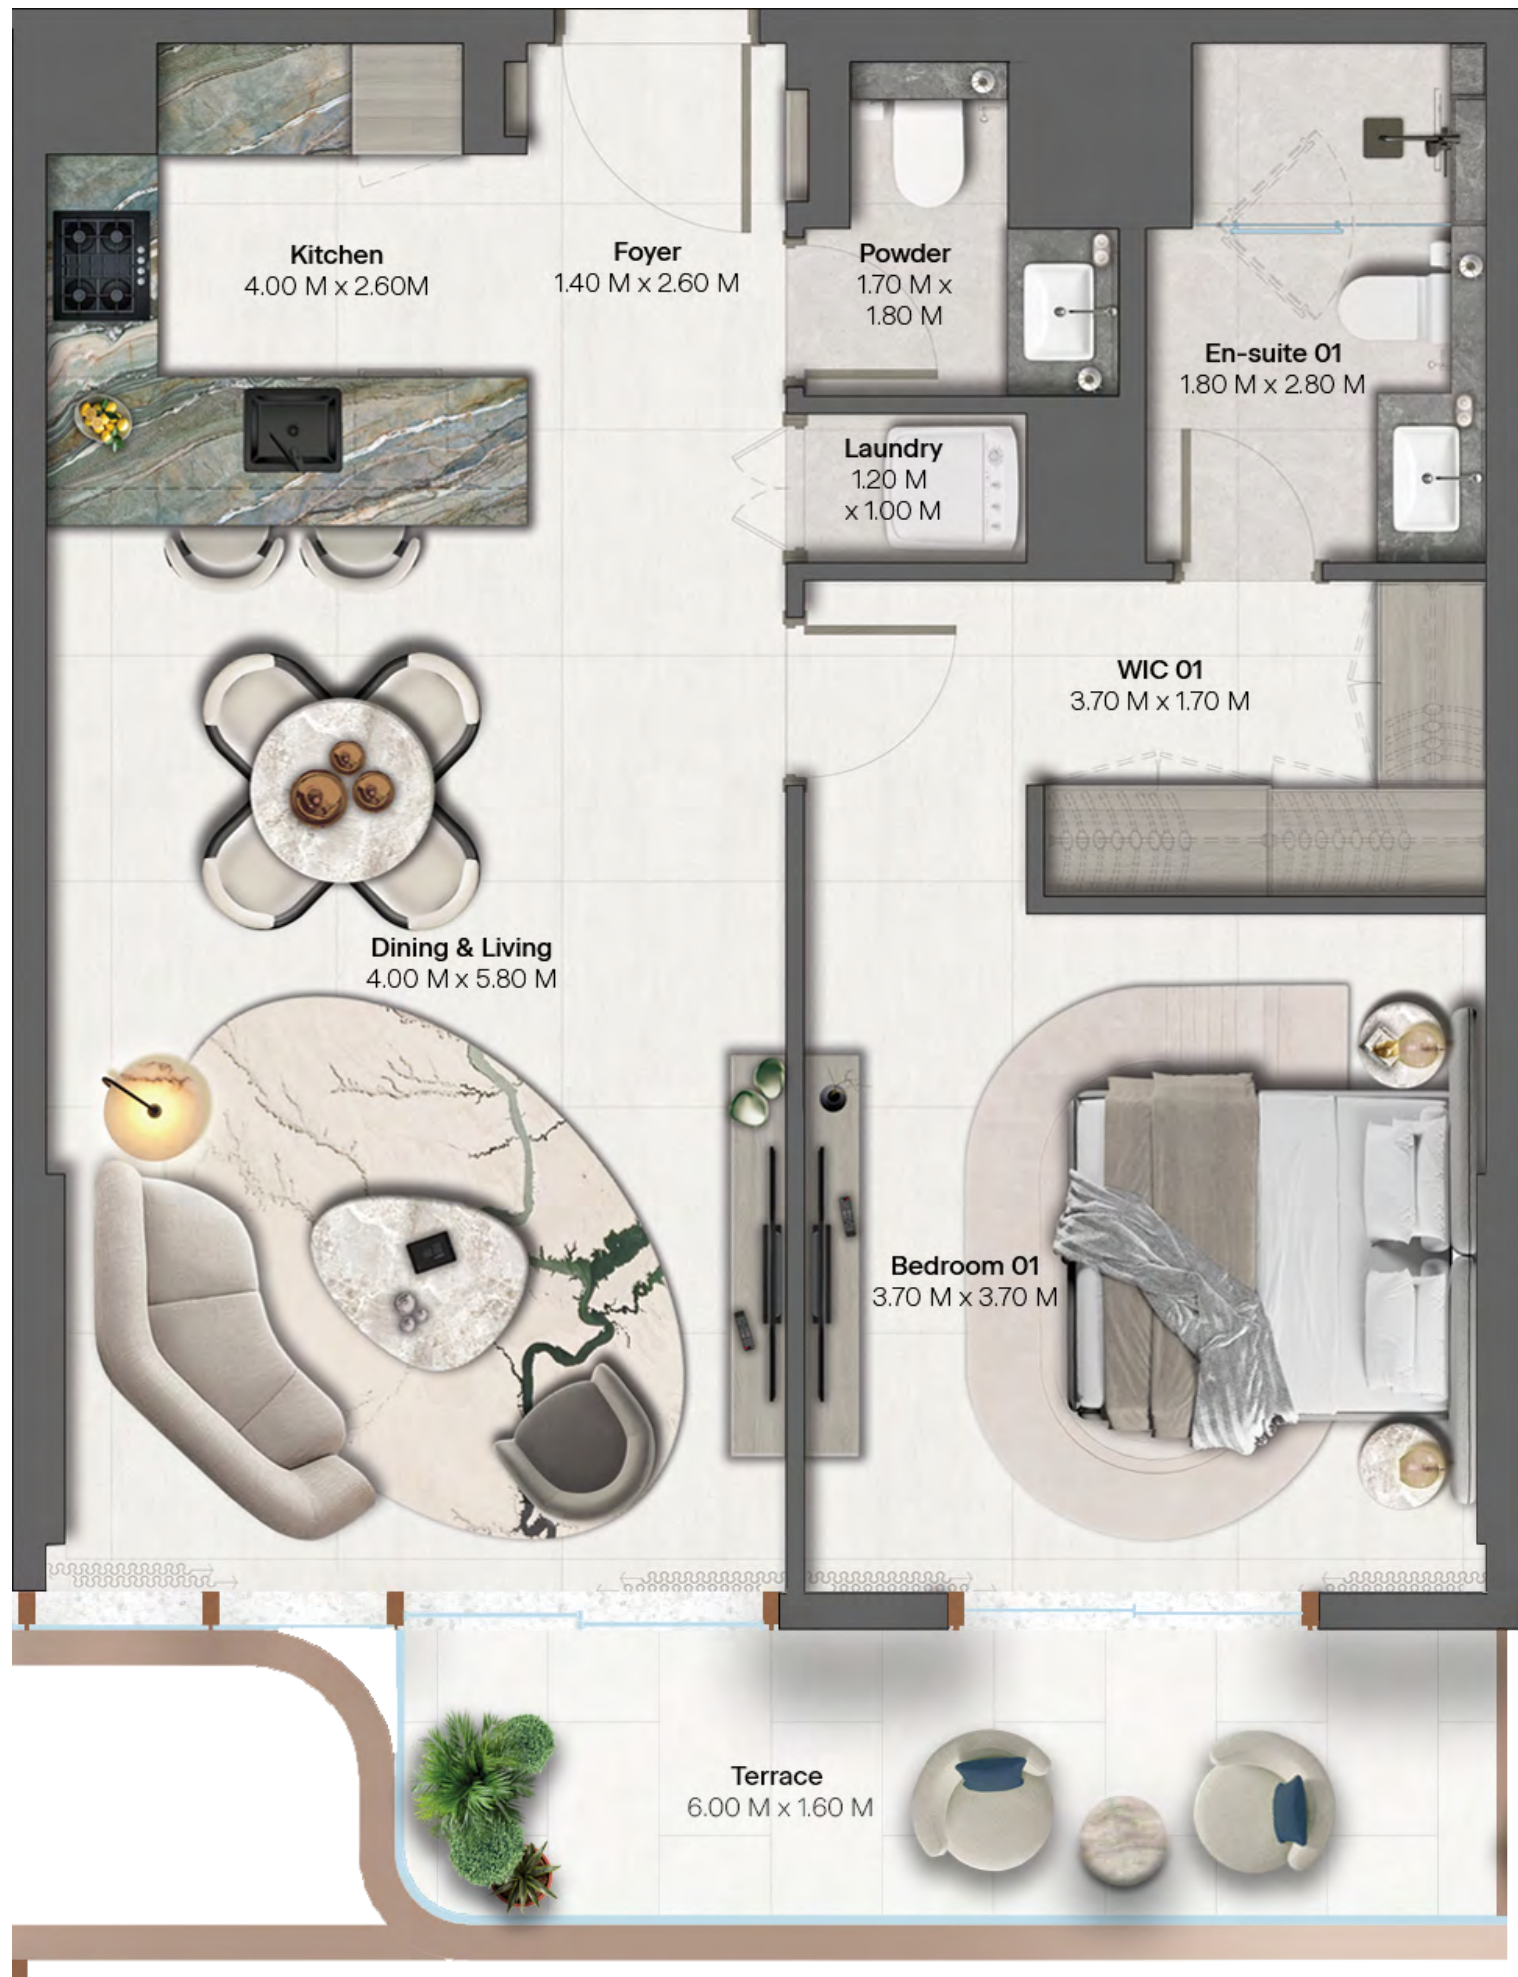 Kitchen
4.00 M x 2.60M
Foyer
1.40 M x 2.60 M
Powder
1.70 M x
1.80 M
En-suite 01
1.80 M x 2.80 M
Laundry
1.20 M
x 1.00 M
WIC 01
3.70 M x 1.70 M
Dining & Living
4.00 M x 5.80 M
Bedroom 01
3.70 M x 3.70 M
Terrace
6.00 M x 1.60 M